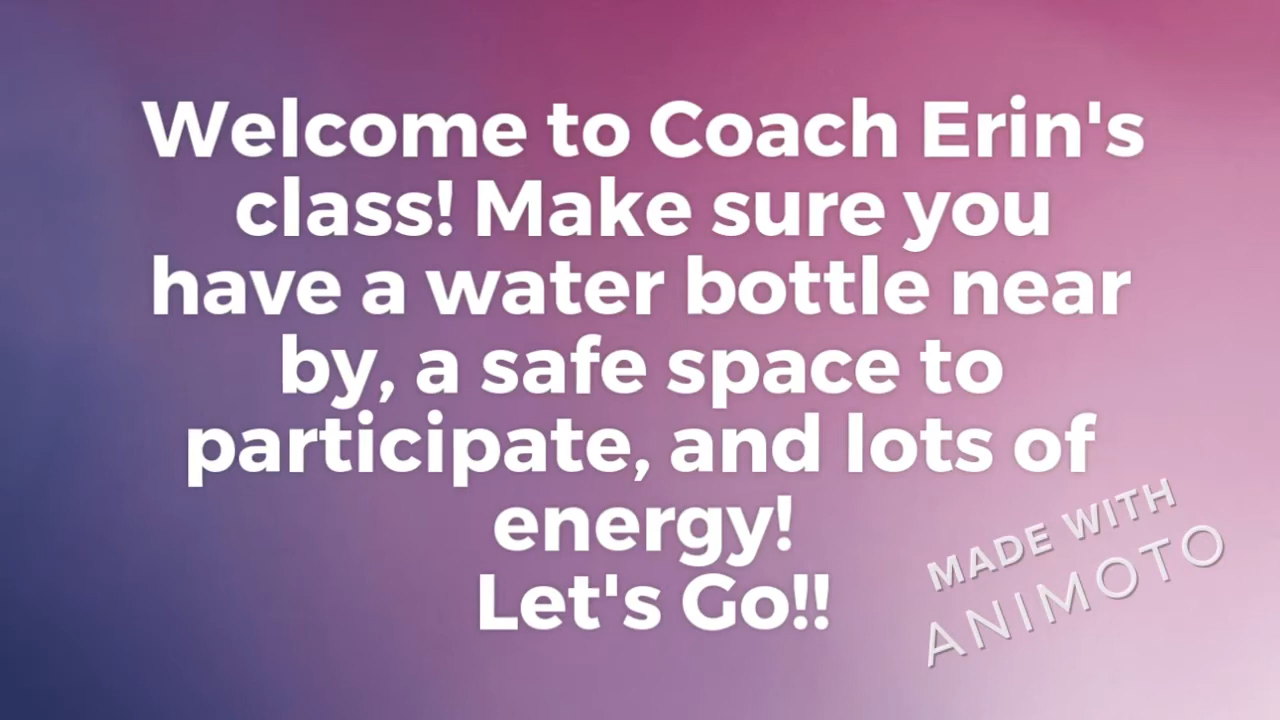 Welcome to Coach Erin's
class! Make sure you
have a water bottle near
by, a safe space to
participate, and lots of
energy!
Let's Go!!
MADE WITH
ANIMOTO